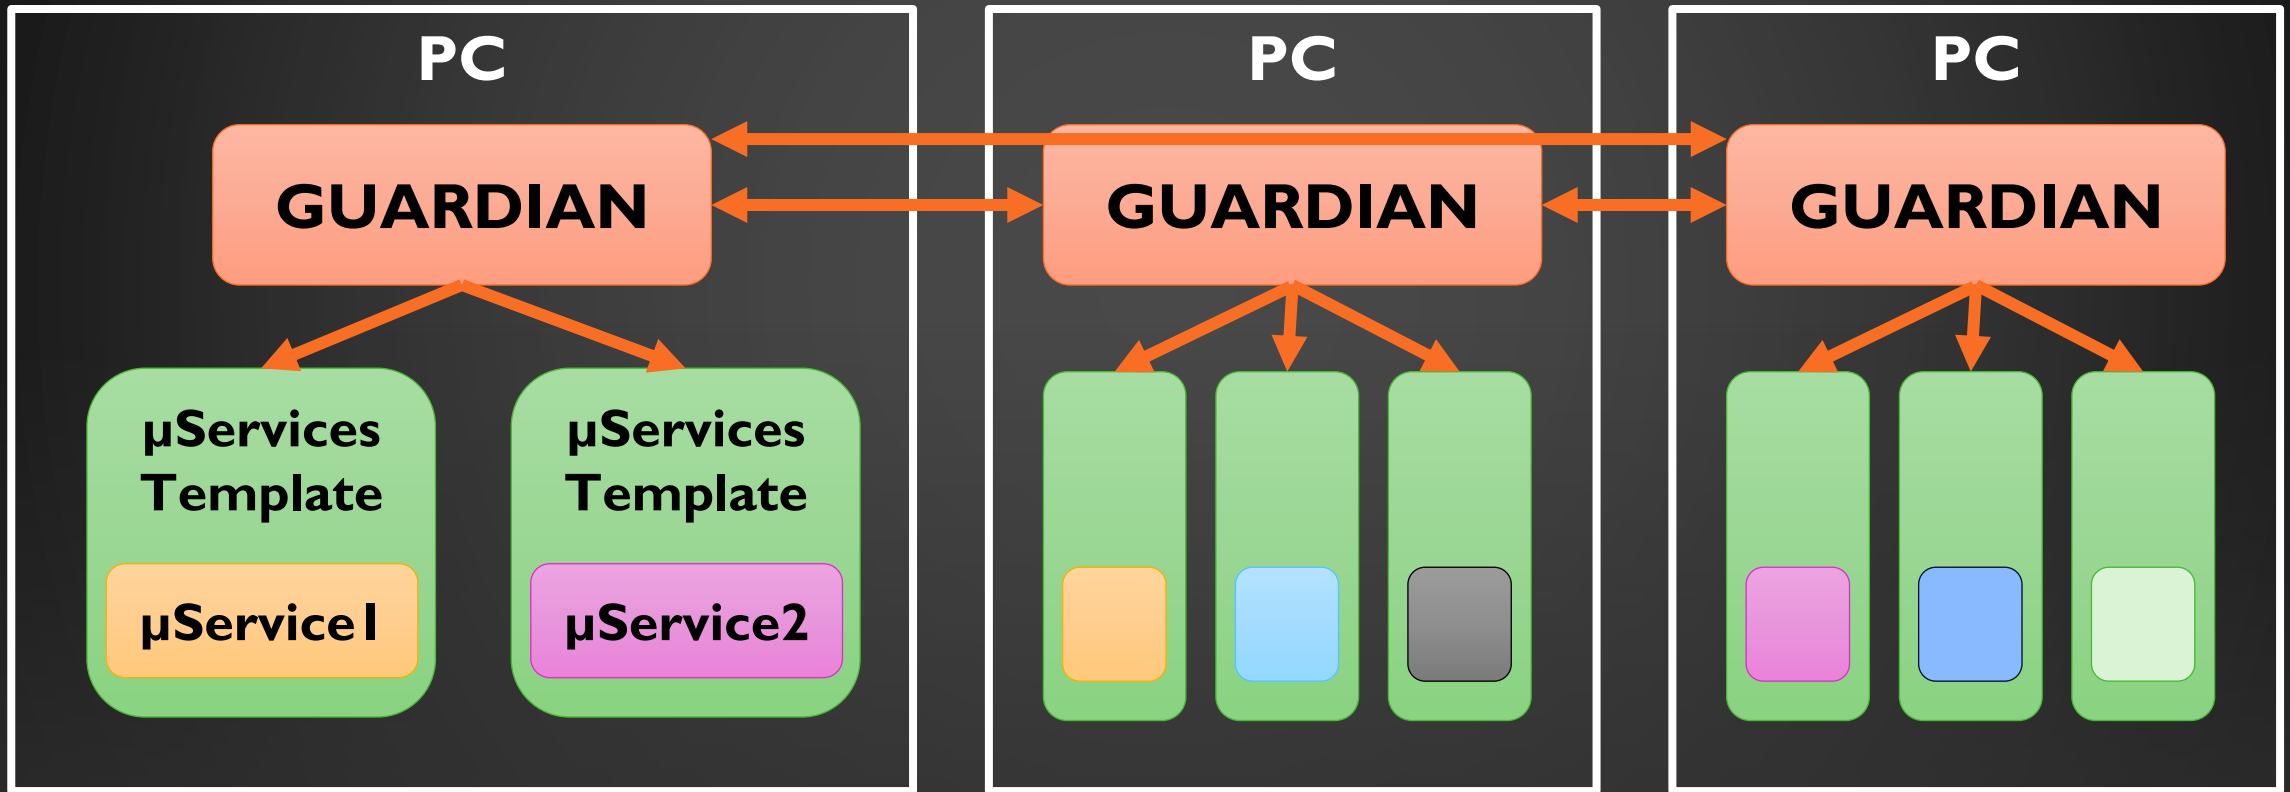 PC
PC
PC
GUARDIAN
GUARDIAN
GUARDIAN
µServices
Template
µService1
µServices
Template
µService2